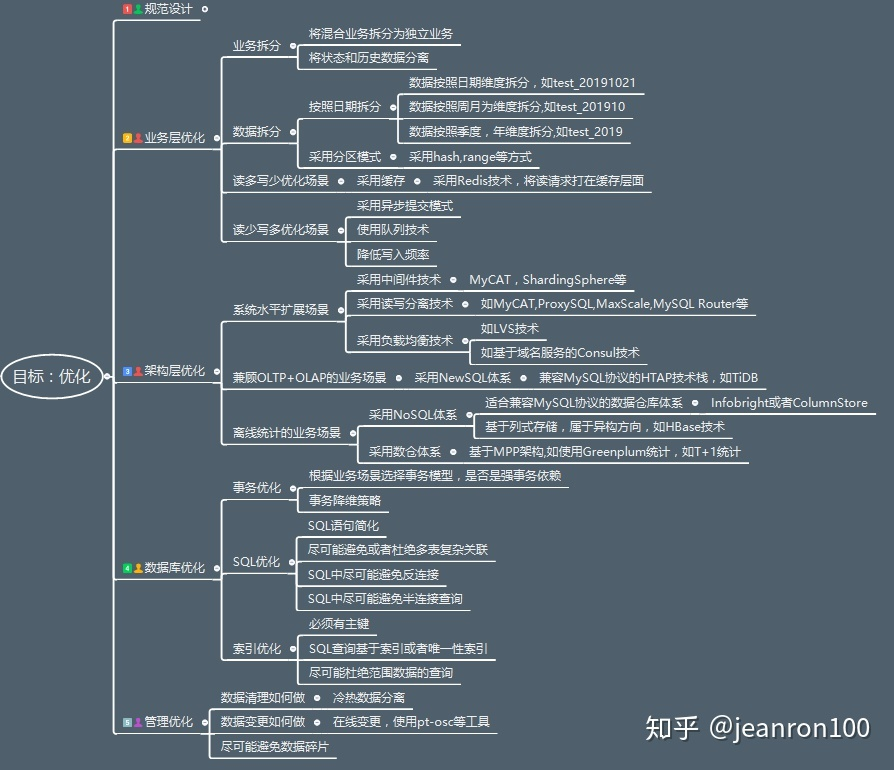 目标：优化
1 规范设计
2 业务层优化
业务拆分
将混合业务拆分为独立业务
将状态和历史数据分离
数据拆分
按照日期拆分
数据按照日期维度拆分，如test_20191021
数据按照周月为维度拆分,如test_201910
数据按照季度，年维度拆分,如test_2019
采用分区模式
采用hash,range等方式
读多写少优化场景
采用缓存
采用Redis技术，将读请求打在缓存层面
读少写多优化场景
采用异步提交模式
使用队列技术
降低写入频率
3 架构层优化
系统水平扩展场景
采用中间件技术
MyCAT，ShardingSphere等
采用读写分离技术
如MyCAT,ProxySQL,MaxScale,MySQL Router等
采用负载均衡技术
如LVS技术
如基于域名服务的Consul技术
兼顾OLTP+OLAP的业务场景
采用NewSQL体系
兼容MySQL协议的HTAP技术栈，如TiDB
离线统计的业务场景
采用NoSQL体系
适合兼容MySQL协议的数据仓库体系
Infobright或者ColumnStore
基于列式存储，属于异构方向，如HBase技术
采用数仓体系
基于MPP架构,如使用Greenplum统计，如T+1统计
4 数据库优化
事务优化
根据业务场景选择事务模型，是否是强事务依赖
事务降维策略
SQL优化
SQL语句简化
尽可能避免或者杜绝多表复杂关联
SQL中尽可能避免反连接
SQL中尽可能避免半连接查询
索引优化
必须有主键
SQL查询基于索引或者唯一性索引
尽可能杜绝范围数据的查询
5 管理优化
数据清理如何做
冷热数据分离
数据变更如何做
在线变更，使用pt-osc等工具
尽可能避免数据碎片
知乎 @jeanron100